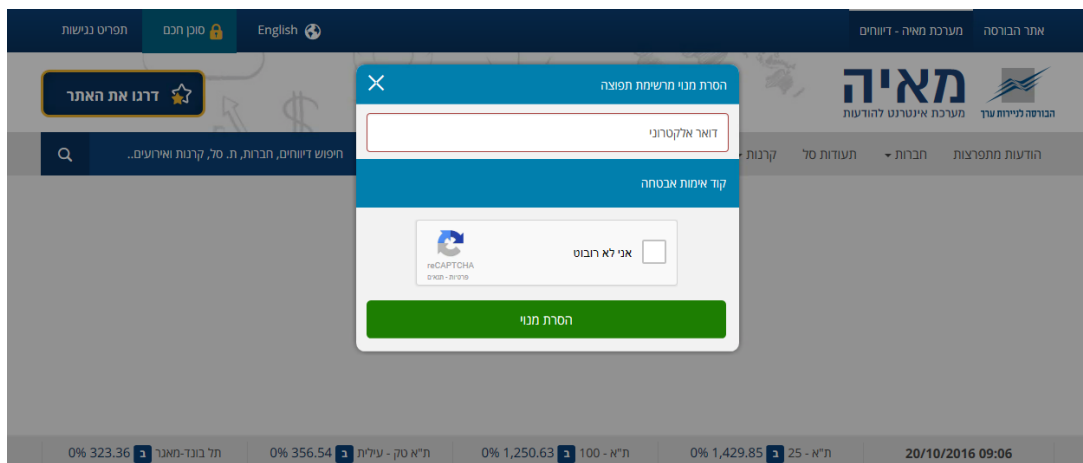 אתר הבורסה
מערכת מאיה - דיווחים
English
סוכן חכם
תפריט נגישות
הבורסה לניירות ערך
מאיה
מערכת אינטרנט להודעות
דרגו את האתר
הודעות מתפרצות
חברות
תעודות סל
קרנות
חיפוש דיווחים, חברות, ת. סל, קרנות ואירועים..
הסרת מנוי מרשימת תפוצה
דואר אלקטרוני
קוד אימות אבטחה
אני לא רובוט
reCAPTCHA
פרטיות - תנאים
הסרת מנוי
20/10/2016 09:06
ת"א - 25 ב 1,429.85 0%
ת"א - 100 ב 1,250.63 0%
ת"א טק - עילית ב 356.54 0%
תל בונד-מאגר ב 323.36 0%